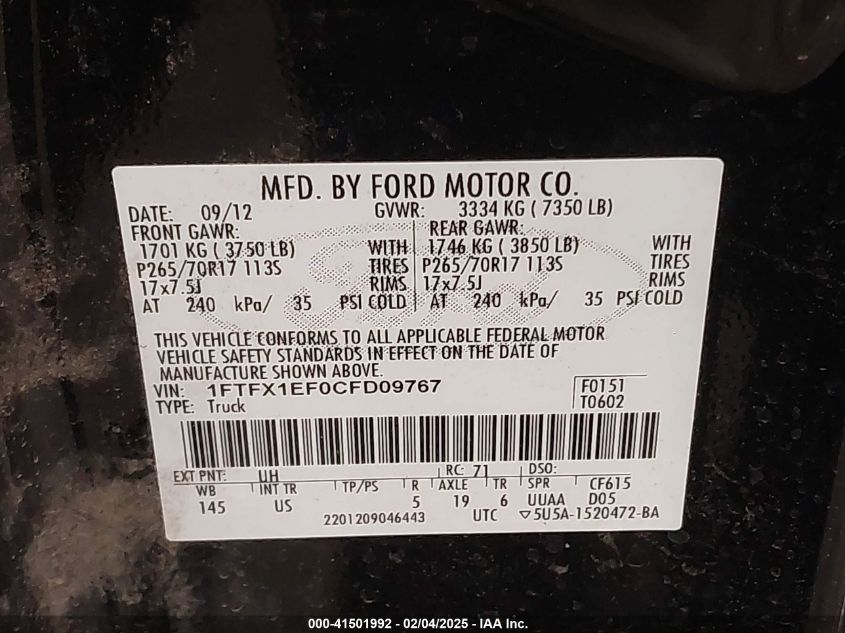 MFD. BY FORD MOTOR CO.
DATE: 09/12 GVWR: 3334 KG ( 7350 LB)
FRONT GAWR: REAR GAWR:
1701 KG ( 3750 LB) WITH 1746 KG ( 3850 LB) WITH
P265/70R17 113S TIRES P265/70R17 113S TIRES
17x7.5J RIMS 17x7.5J RIMS
AT 240 kPa/ 35 PSI COLD AT 240 kPa/ 35 PSI COLD
THIS VEHICLE CONFORMS TO ALL APPLICABLE FEDERAL MOTOR
VEHICLE SAFETY STANDARDS IN EFFECT ON THE DATE OF
MANUFACTURE SHOWN ABOVE.
VIN: 1FTFX1EF0CFD09767 F0151
TYPE: Truck T0602
EXT PNT: UH RC: 71 DSO:
WB INT TR TP/PS R AXLE TR SPR CF615
145 US 5 19 6 UUAA D05
2201209046443 UTC ▽5U5A-1520472-BA
000-41501992 - 02/04/2025 - IAA Inc.